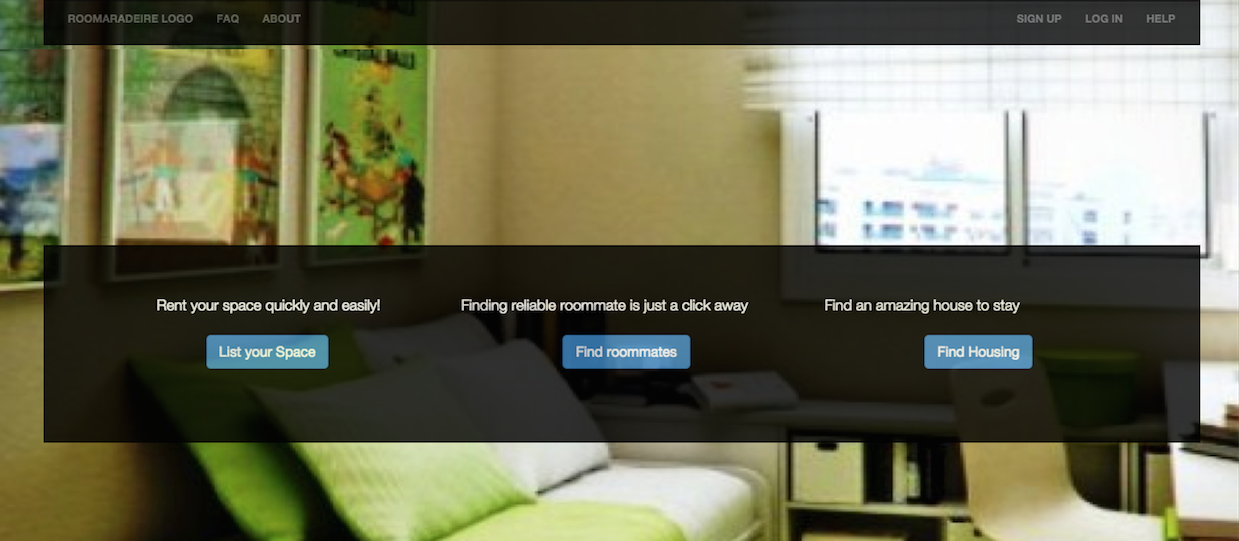 ROOMARADEIRE LOGO FAQ ABOUT SIGN UP LOG IN HELP
Rent your space quickly and easily! Finding reliable roommate is just a click away Find an amazing house to stay
List your Space Find roommates Find Housing